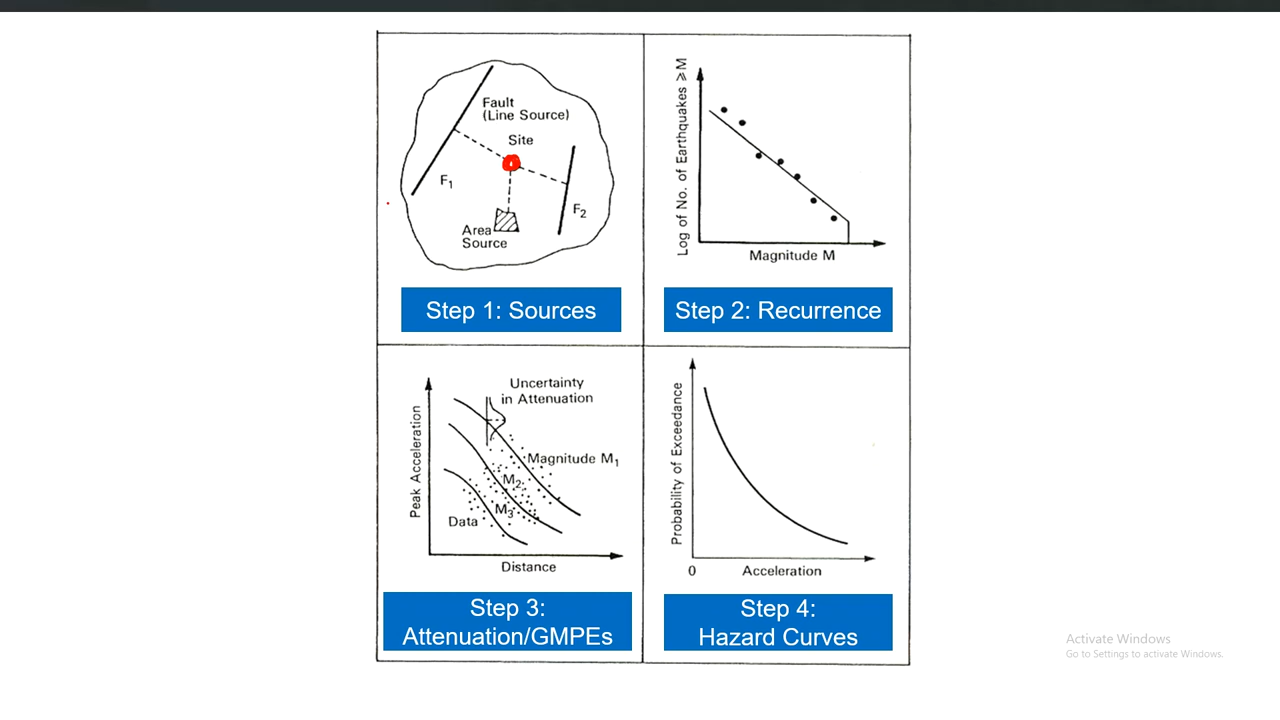 Fault
(Line Source)
Site
F1
F2
Area
Source
Step 1: Sources
Log of No. of Earthquakes ⩾M
Magnitude M
Step 2: Recurrence
Uncertainty
in Attenuation
Peak Acceleration
Magnitude M1
M2
M3
Data
Distance
Step 3:
Attenuation/GMPEs
Probability of Exceedance
0
Acceleration
Step 4:
Hazard Curves
Activate Windows
Go to Settings to activate Windows.